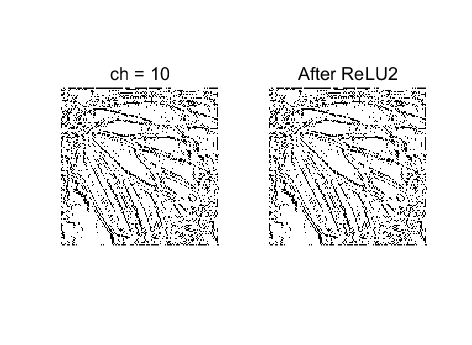 ch = 10
After ReLU2